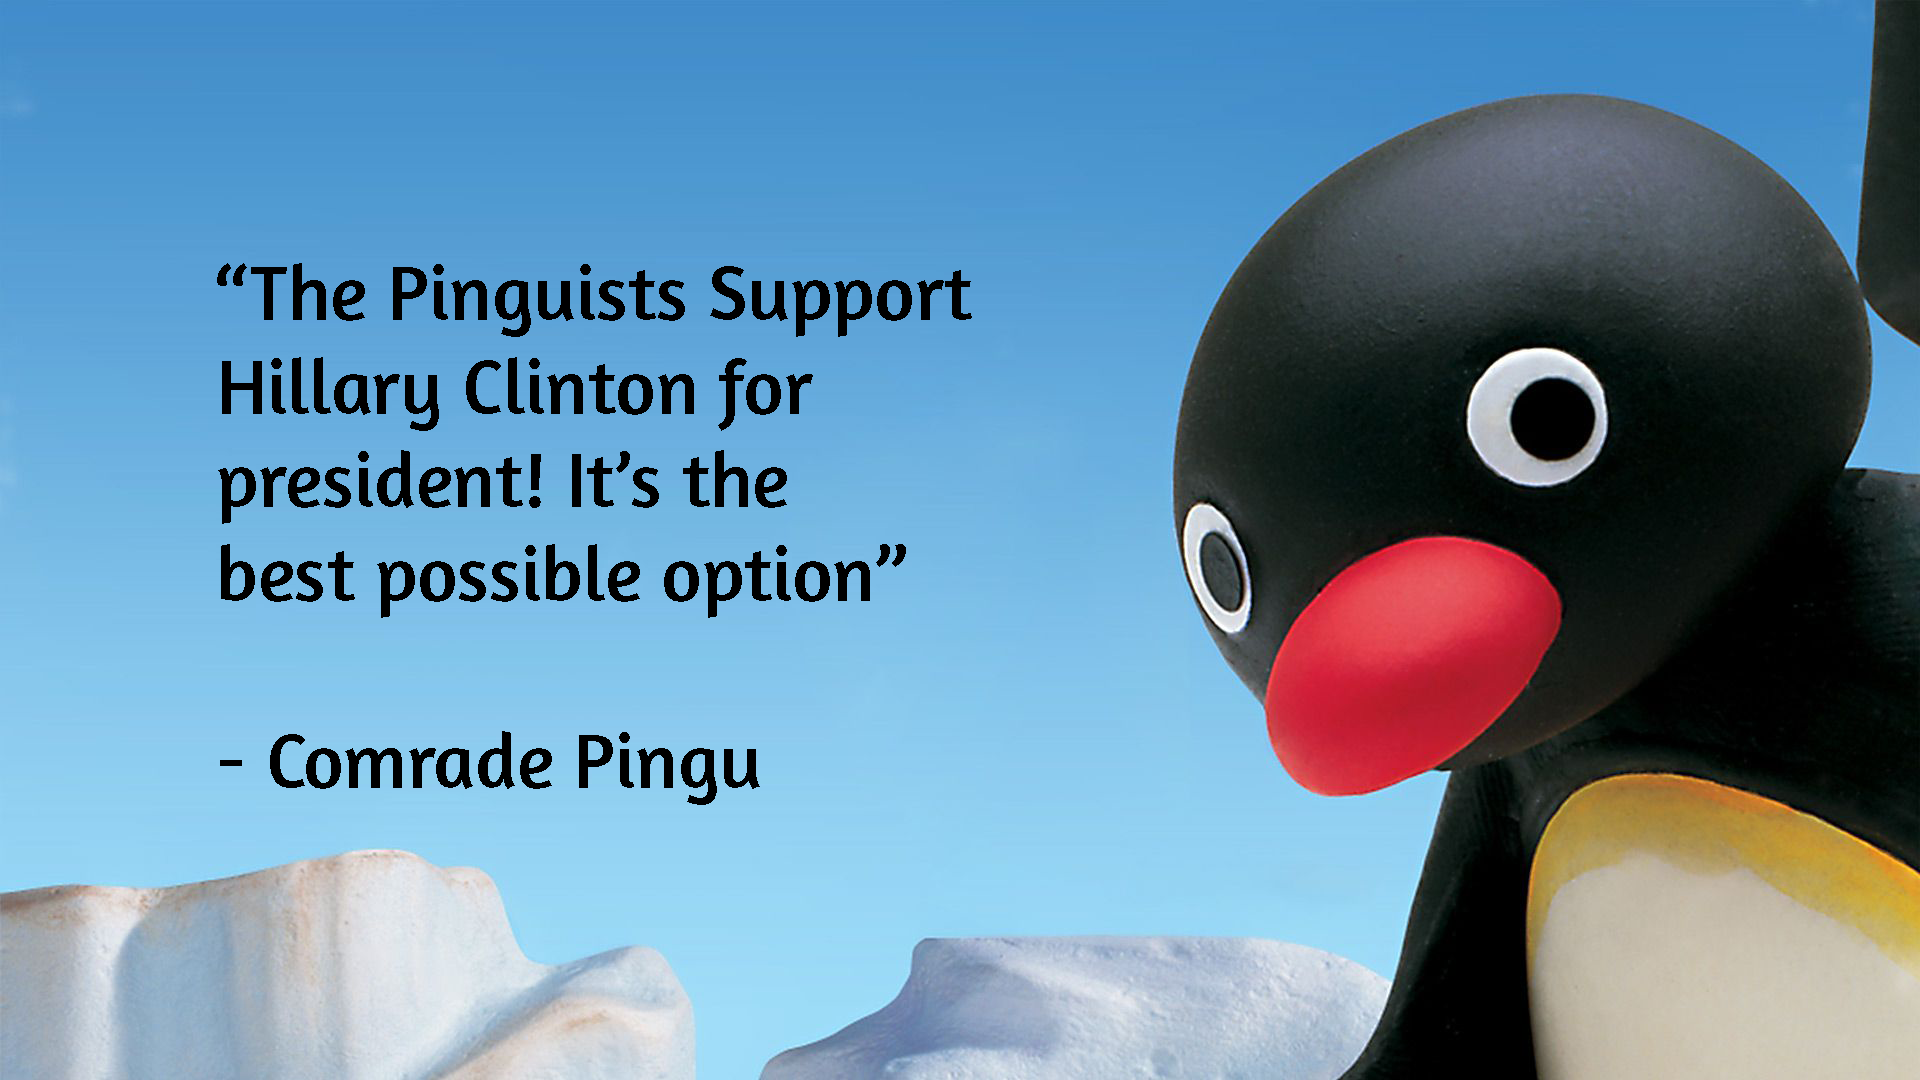 “The Pinguists Support
Hillary Clinton for
president! It’s the
best possible option”
- Comrade Pingu